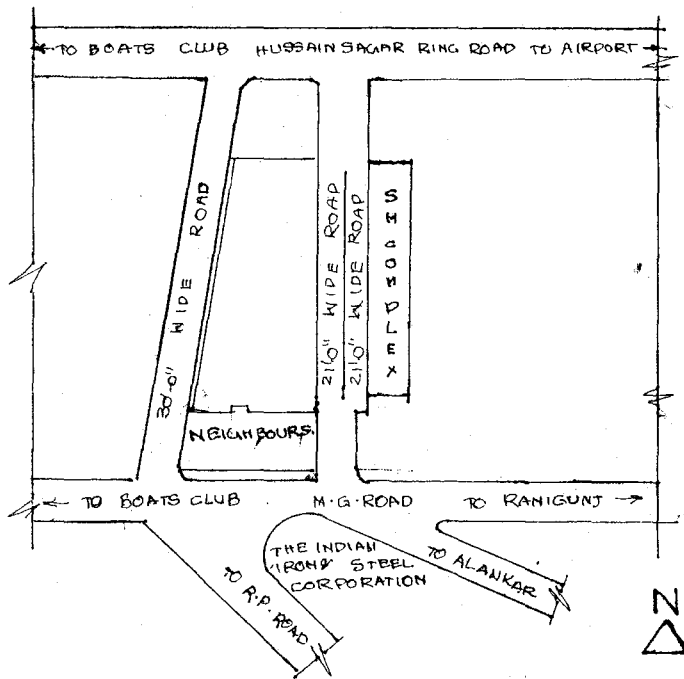 ← TO BOATS CLUB HUSSAIN SAGAR RING ROAD TO AIRPORT →
30'-0" WIDE ROAD
21'-0" WIDE ROAD
21'-0" WIDE ROAD
SM COMPLEX
NEIGHBOURS.
← TO BOATS CLUB M.G.ROAD TO RANIGUNJ →
THE INDIAN
IRON & STEEL
CORPORATION
TO R.P. ROAD
TO ALANKAR
N